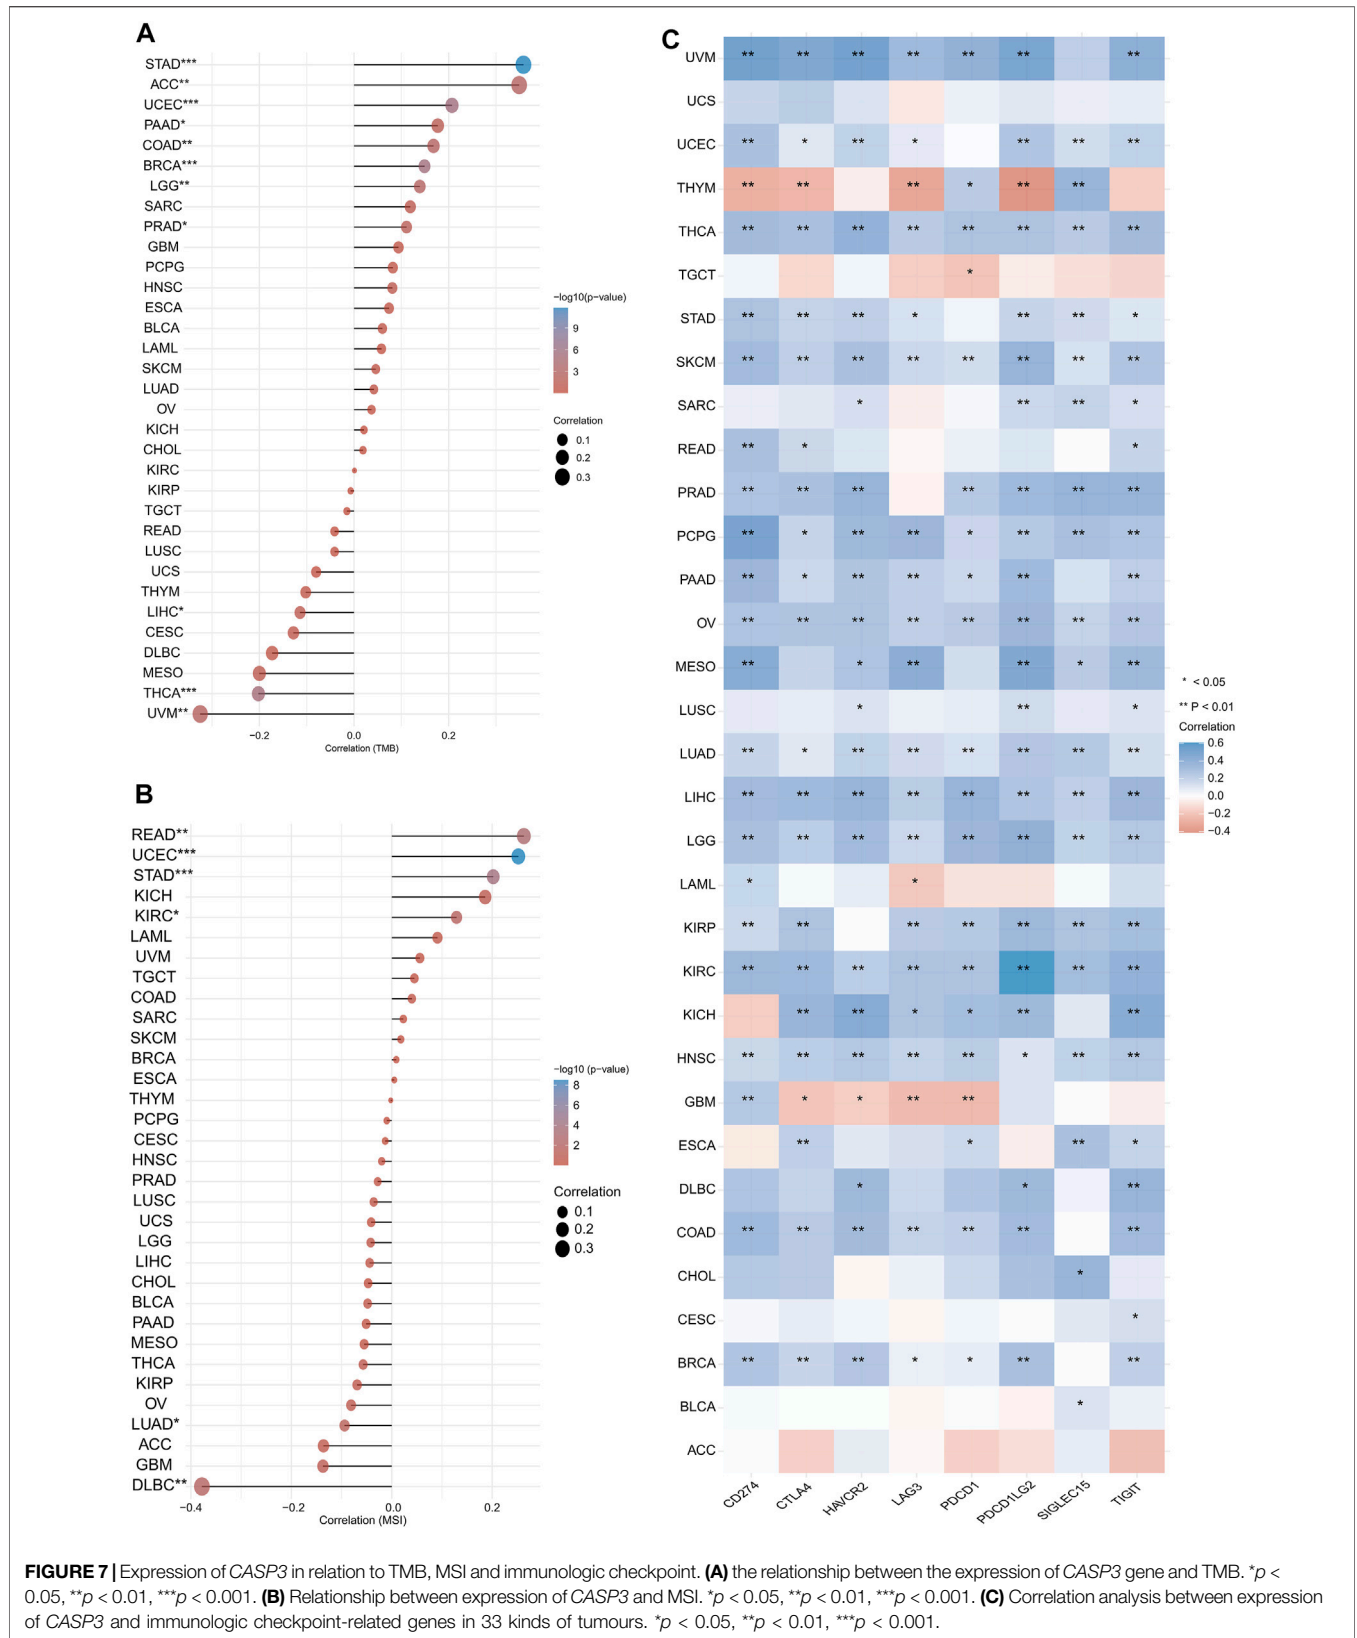 A
STAD***
ACC**
UCEC***
PAAD*
COAD**
BRCA***
LGG**
SARC
PRAD*
GBM
PCPG
HNSC
ESCA
BLCA
LAML
SKCM
LUAD
OV
KICH
CHOL
KIRC
KIRP
TGCT
READ
LUSC
UCS
THYM
LIHC*
CESC
DLBC
MESO
THCA***
UVM**
−0.2 0.0 0.2
Correlation (TMB)
−log10(p−value)
9
6
3
Correlation
0.1
0.2
0.3
B
READ**
UCEC***
STAD***
KICH
KIRC*
LAML
UVM
TGCT
COAD
SARC
SKCM
BRCA
ESCA
THYM
PCPG
CESC
HNSC
PRAD
LUSC
UCS
LGG
LIHC
CHOL
BLCA
PAAD
MESO
THCA
KIRP
OV
LUAD*
ACC
GBM
DLBC**
−0.4 −0.2 0.0 0.2
Correlation (MSI)
−log10 (p−value)
8
6
4
2
Correlation
0.1
0.2
0.3
C
UVM ** ** ** ** ** ** **
UCS
UCEC ** * ** * ** ** **
THYM ** ** ** * ** **
THCA ** ** ** ** ** ** ** **
TGCT *
STAD ** ** ** * ** ** *
SKCM ** ** ** ** ** ** ** **
SARC * ** ** *
READ ** * *
PRAD ** ** ** ** ** ** **
PCPG ** * ** ** * ** ** **
PAAD ** * ** ** * ** **
OV ** ** ** ** ** ** ** **
MESO ** * ** ** * **
LUSC * ** *
LUAD ** * ** ** ** ** ** **
LIHC ** ** ** ** ** ** ** **
LGG ** ** ** ** ** ** ** **
LAML * *
KIRP ** ** ** ** ** ** **
KIRC ** ** ** ** ** ** ** **
KICH ** ** * * ** **
HNSC ** ** ** ** ** * ** **
GBM ** * * ** **
ESCA ** * ** *
DLBC * * **
COAD ** ** ** ** ** ** **
CHOL *
CESC *
BRCA ** ** ** * * ** **
BLCA *
ACC
CD274 CTLA4 HAVCR2 LAG3 PDCD1 PDCD1LG2 SIGLEC15 TIGIT
* < 0.05
** P < 0.01
Correlation
0.6
0.4
0.2
0.0
−0.2
−0.4
FIGURE 7 | Expression of CASP3 in relation to TMB, MSI and immunologic checkpoint. (A) the relationship between the expression of CASP3 gene and TMB. *p <
0.05, **p < 0.01, ***p < 0.001. (B) Relationship between expression of CASP3 and MSI. *p < 0.05, **p < 0.01, ***p < 0.001. (C) Correlation analysis between expression
of CASP3 and immunologic checkpoint-related genes in 33 kinds of tumours. *p < 0.05, **p < 0.01, ***p < 0.001.